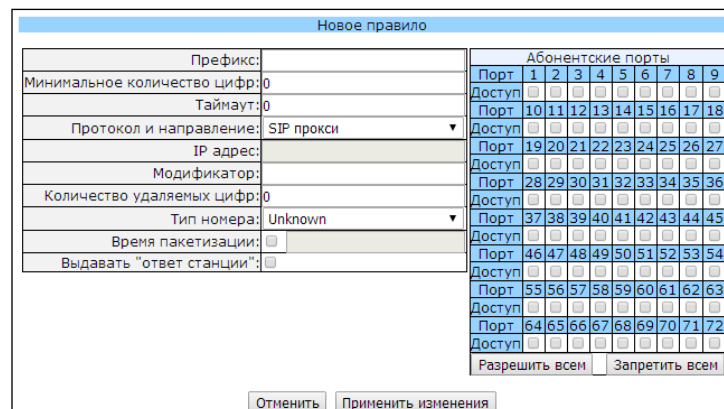 Новое правило
Префикс:
Минимальное количество цифр: 0
Таймаут: 0
Протокол и направление: SIP прокси
IP адрес:
Модификатор:
Количество удаляемых цифр: 0
Тип номера: Unknown
Время пакетизации:
Выдавать "ответ станции":
Абонентские порты
Порт 1 2 3 4 5 6 7 8 9
Доступ
Порт 10 11 12 13 14 15 16 17 18
Доступ
Порт 19 20 21 22 23 24 25 26 27
Доступ
Порт 28 29 30 31 32 33 34 35 36
Доступ
Порт 37 38 39 40 41 42 43 44 45
Доступ
Порт 46 47 48 49 50 51 52 53 54
Доступ
Порт 55 56 57 58 59 60 61 62 63
Доступ
Порт 64 65 66 67 68 69 70 71 72
Доступ
Разрешить всем Запретить всем
Отменить Применить изменения